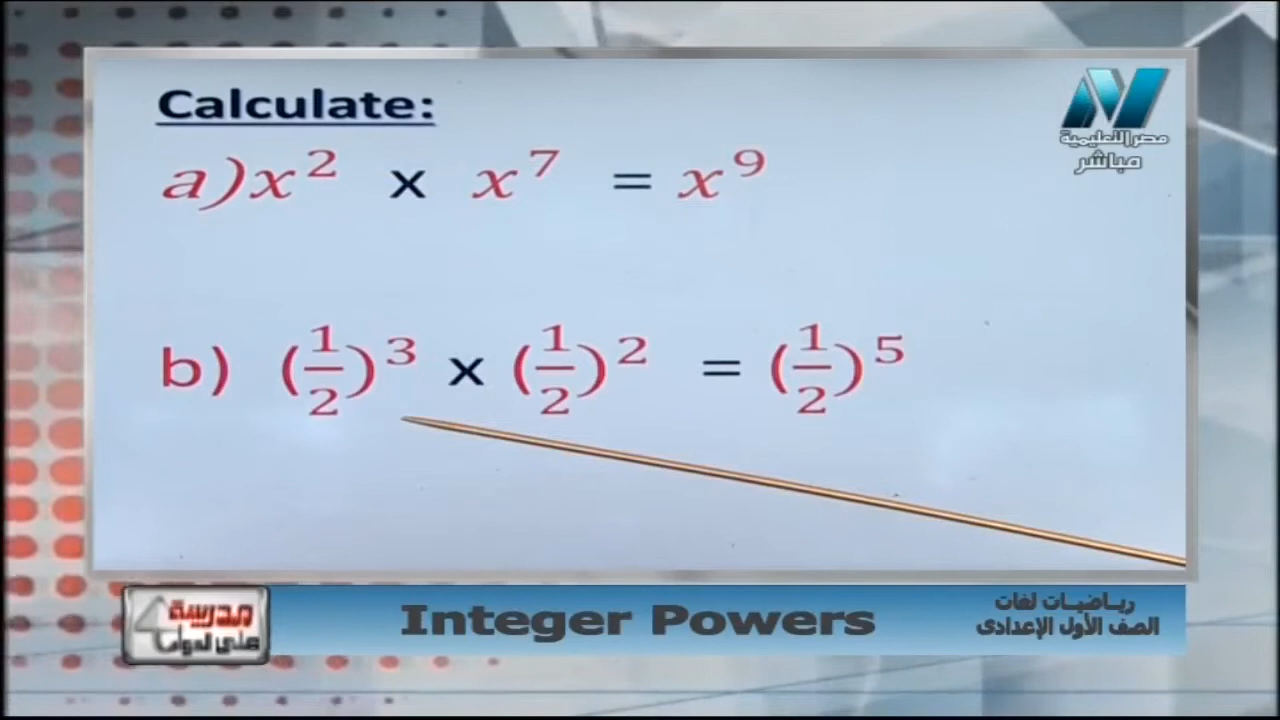 Calculate:
a) x² x x⁷ = x⁹
b) (1/2)³ x (1/2)² = (1/2)⁵
مصر التعليمية
مباشر
Integer Powers
رياضيات لغات
الصف الأول الإعدادى
مدرسة
على الهواء